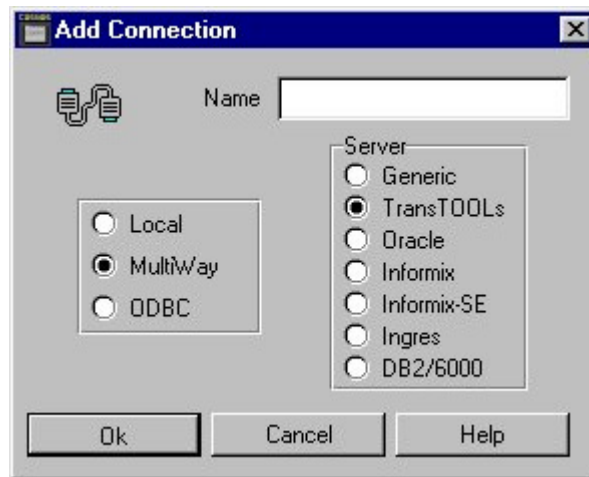 Add Connection
Name
Server
Generic
TransTOOLs
Oracle
Informix
Informix-SE
Ingres
DB2/6000
Local
MultiWay
ODBC
Ok Cancel Help